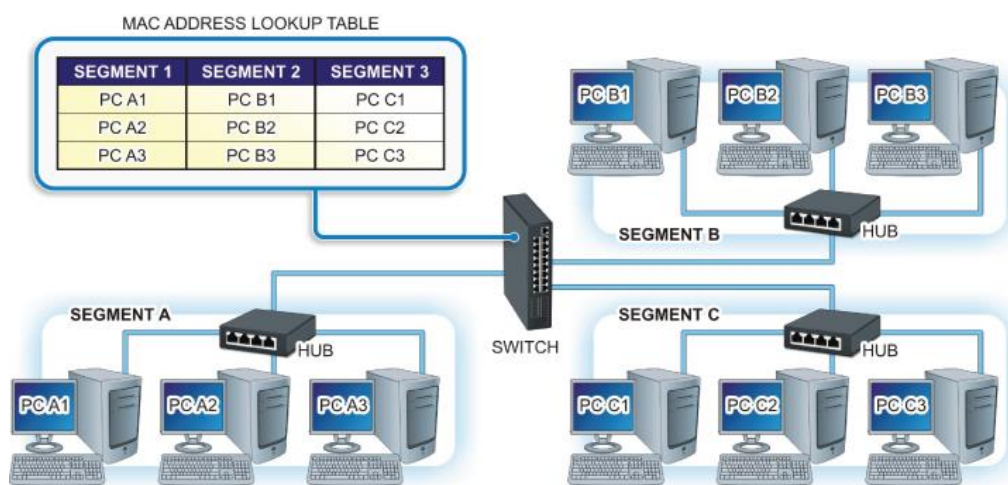 MAC ADDRESS LOOKUP TABLE
SEGMENT 1 SEGMENT 2 SEGMENT 3
PC A1 PC B1 PC C1
PC A2 PC B2 PC C2
PC A3 PC B3 PC C3
PC B1 PC B2 PC B3
SEGMENT B
HUB
SEGMENT A
HUB
SWITCH
SEGMENT C
HUB
PC A1 PC A2 PC A3
PC C1 PC C2 PC C3